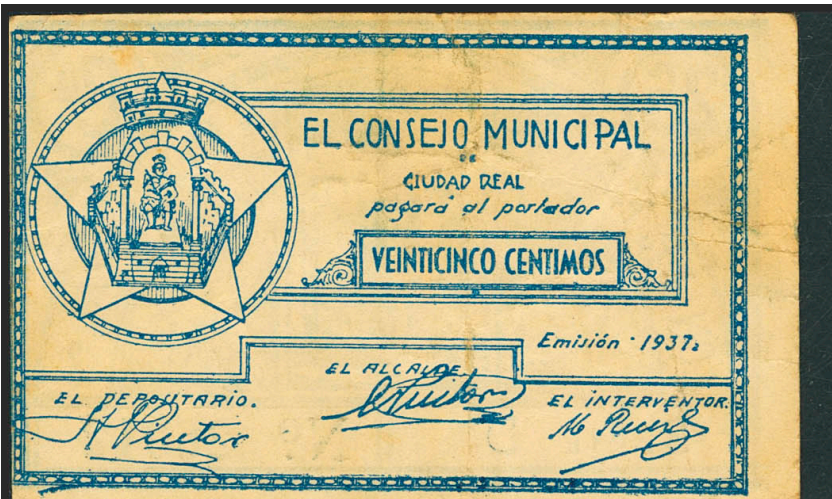 EL CONSEJO MUNICIPAL
DE
CIUDAD REAL
pagará al portador
VEINTICINCO CENTIMOS
Emisión · 1937.
EL ALCALDE
EL DEPOSITARIO.
EL INTERVENTOR.